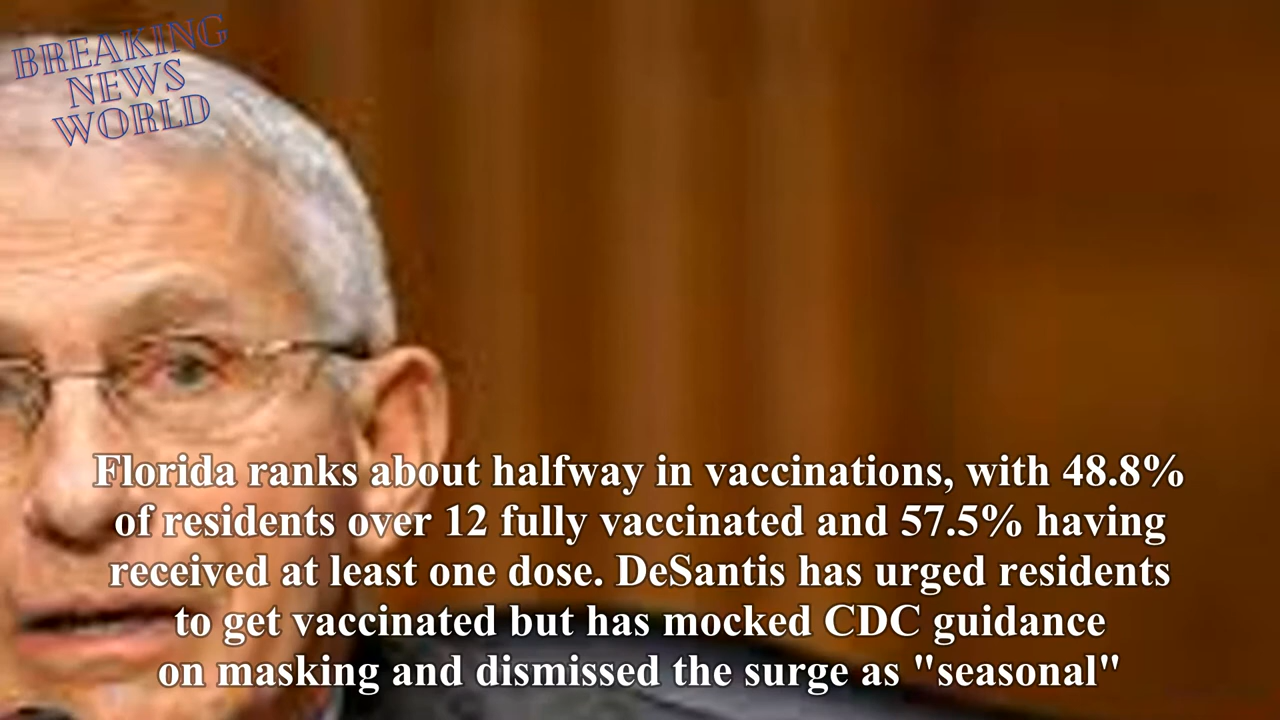 BREAKING
NEWS
WORLD
Florida ranks about halfway in vaccinations, with 48.8%
of residents over 12 fully vaccinated and 57.5% having
received at least one dose. DeSantis has urged residents
to get vaccinated but has mocked CDC guidance
on masking and dismissed the surge as "seasonal"